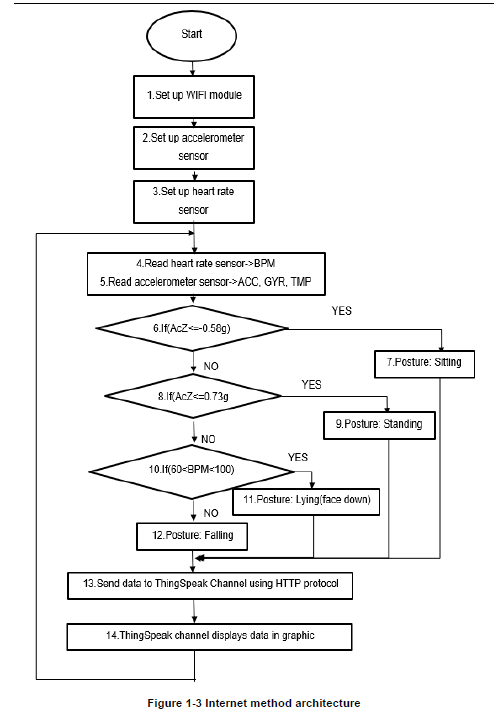 Start
1.Set up WIFI module
2.Set up accelerometer
sensor
3.Set up heart rate
sensor
4.Read heart rate sensor->BPM
5.Read accelerometer sensor->ACC, GYR, TMP
6.If(AcZ<=-0.58g)
YES
7.Posture: Sitting
NO
8.If(AcZ<=0.73g
YES
9.Posture: Standing
NO
10.If(60<BPM<100)
YES
11.Posture: Lying(face down)
NO
12.Posture: Falling
13.Send data to ThingSpeak Channel using HTTP protocol
14.ThingSpeak channel displays data in graphic
Figure 1-3 Internet method architecture